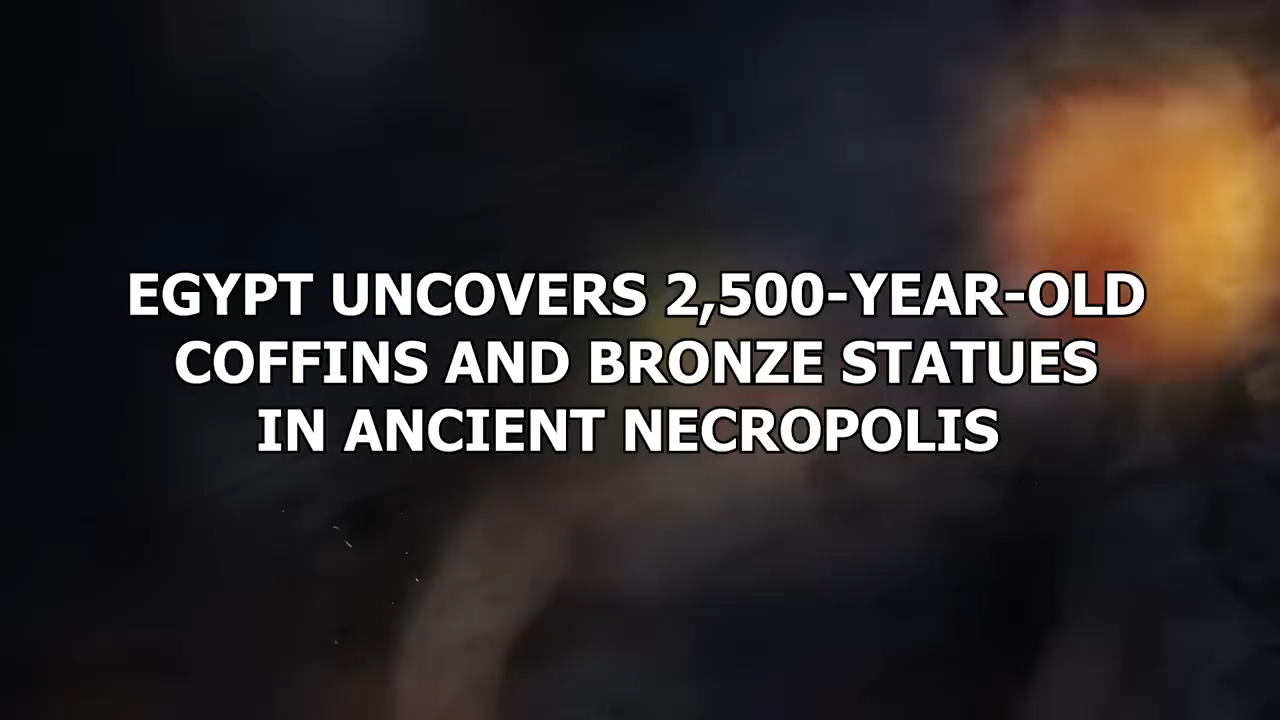 EGYPT UNCOVERS 2,500-YEAR-OLD
COFFINS AND BRONZE STATUES
IN ANCIENT NECROPOLIS